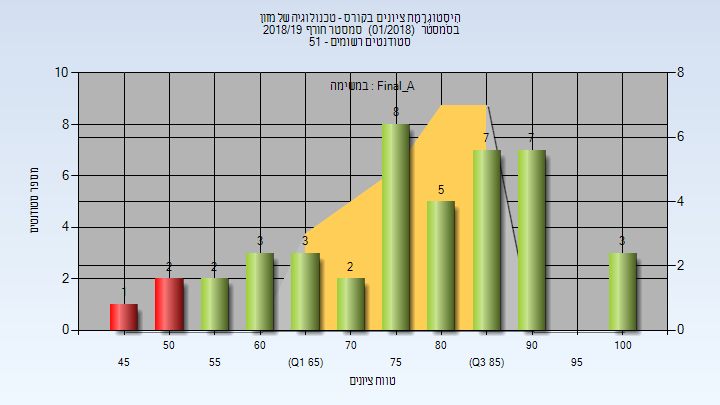 היסטוגרמת ציונים בקורס - טכנולוגיה של מזון
בסמסטר (01/2018) סמסטר חורף 2018/19
סטודנטים רשומים - 51
במשימה : Final_A
10 8 6 4 2 0
מספר סטודנטים
8 6 4 2 0
1 2 2 3 3 2 8 5 7 7 3
50 60 70 80 90 100
45 55 (Q1 65) 75 (Q3 85) 95
טווח ציונים